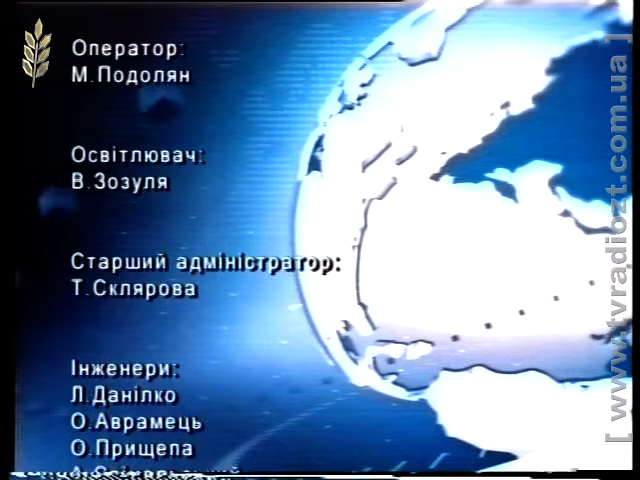 Оператор:
М.Подолян
Освітлювач:
В.Зозуля
Старший адміністратор:
Т.Склярова
Інженери:
Л.Данілко
О.Аврамець
О.Прищепа
[ www.tvradiozt.com.ua ]